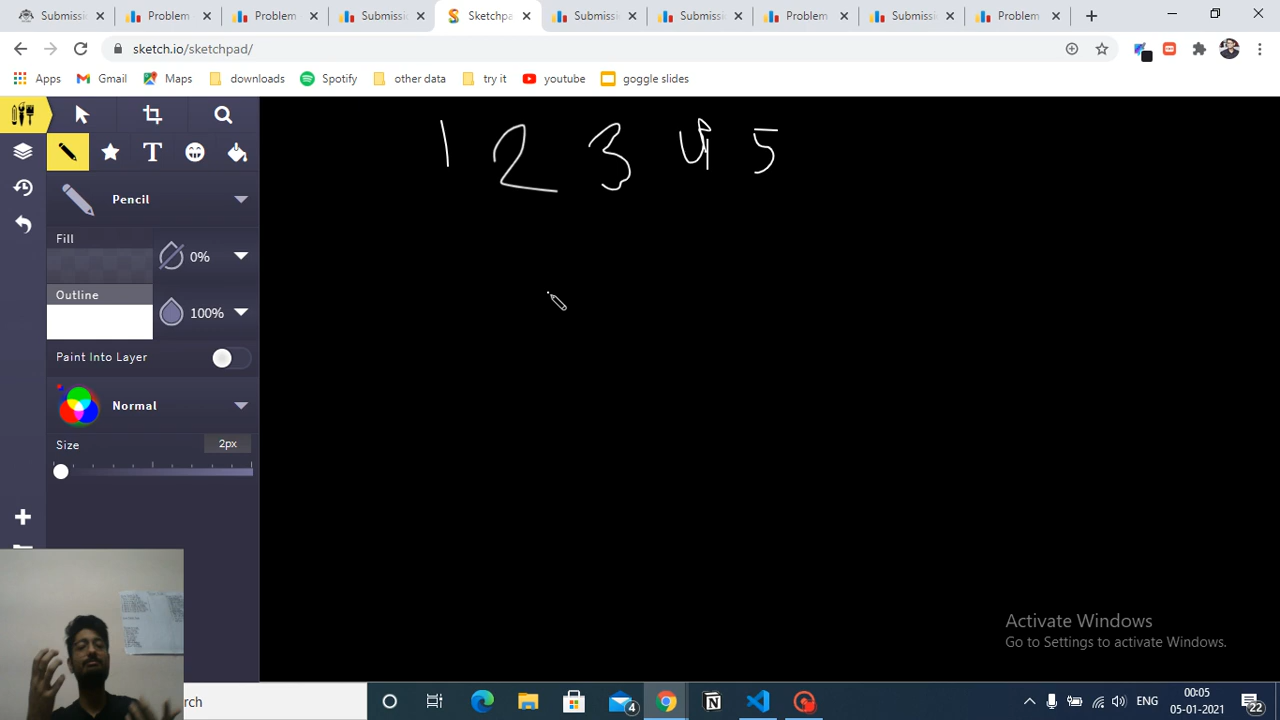 Submissi
Problem
Problem
Submissi
Sketchpa
Submissi
Submissi
Problem
Submissi
Problem
sketch.io/sketchpad/
Apps Gmail Maps downloads Spotify other data try it youtube goggle slides
1 2 3 4 5
T
Pencil
Fill
0%
Outline
100%
Paint Into Layer
Normal
Size 2px
Activate Windows
Go to Settings to activate Windows.
rch
4
ENG
00:05
05-01-2021
22